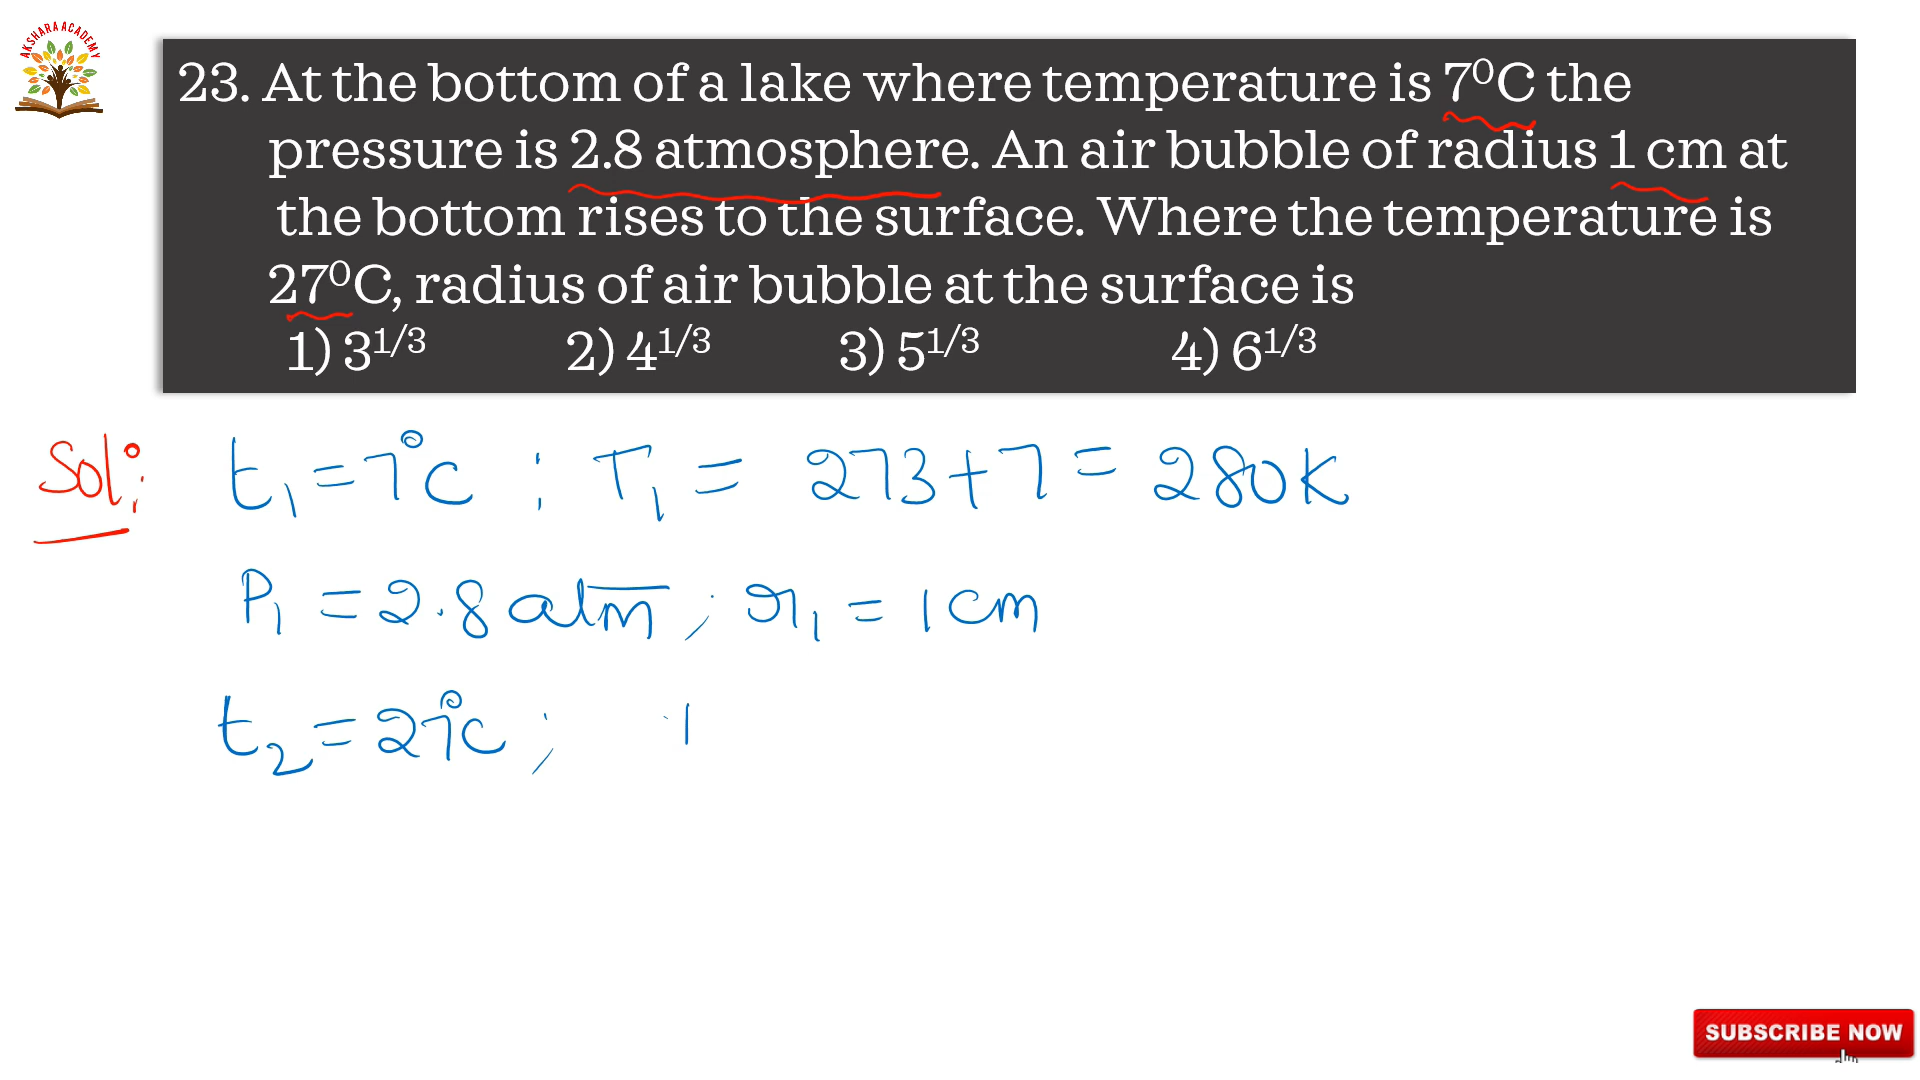 AKSHARA ACADEMY
23. At the bottom of a lake where temperature is 7⁰C the
pressure is 2.8 atmosphere. An air bubble of radius 1 cm at
the bottom rises to the surface. Where the temperature is
27⁰C, radius of air bubble at the surface is
1) 3^1/3 2) 4^1/3 3) 5^1/3 4) 6^1/3
Sol: t₁ = 7°C ; T₁ = 273+7 = 280K
P₁ = 2.8 atm ; r₁ = 1 cm
t₂ = 27°C ;
SUBSCRIBE NOW